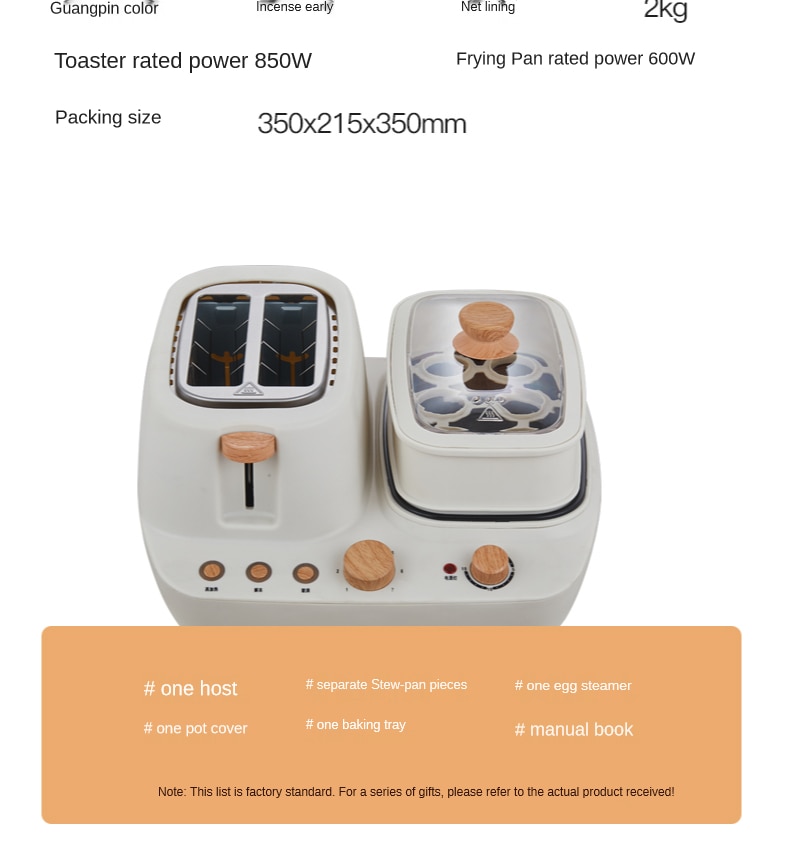 Guangpin color Incense early Net lining 2kg
Toaster rated power 850W Frying Pan rated power 600W
Packing size 350x215x350mm
# one host # separate Stew-pan pieces # one egg steamer
# one pot cover # one baking tray # manual book
Note: This list is factory standard. For a series of gifts, please refer to the actual product received!